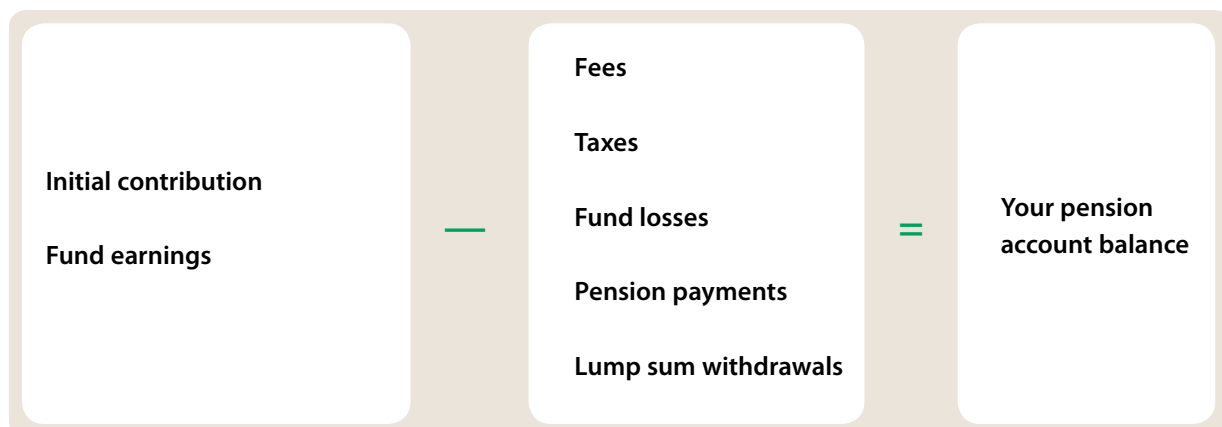 Initial contribution
Fund earnings
—
Fees
Taxes
Fund losses
Pension payments
Lump sum withdrawals
=
Your pension
account balance